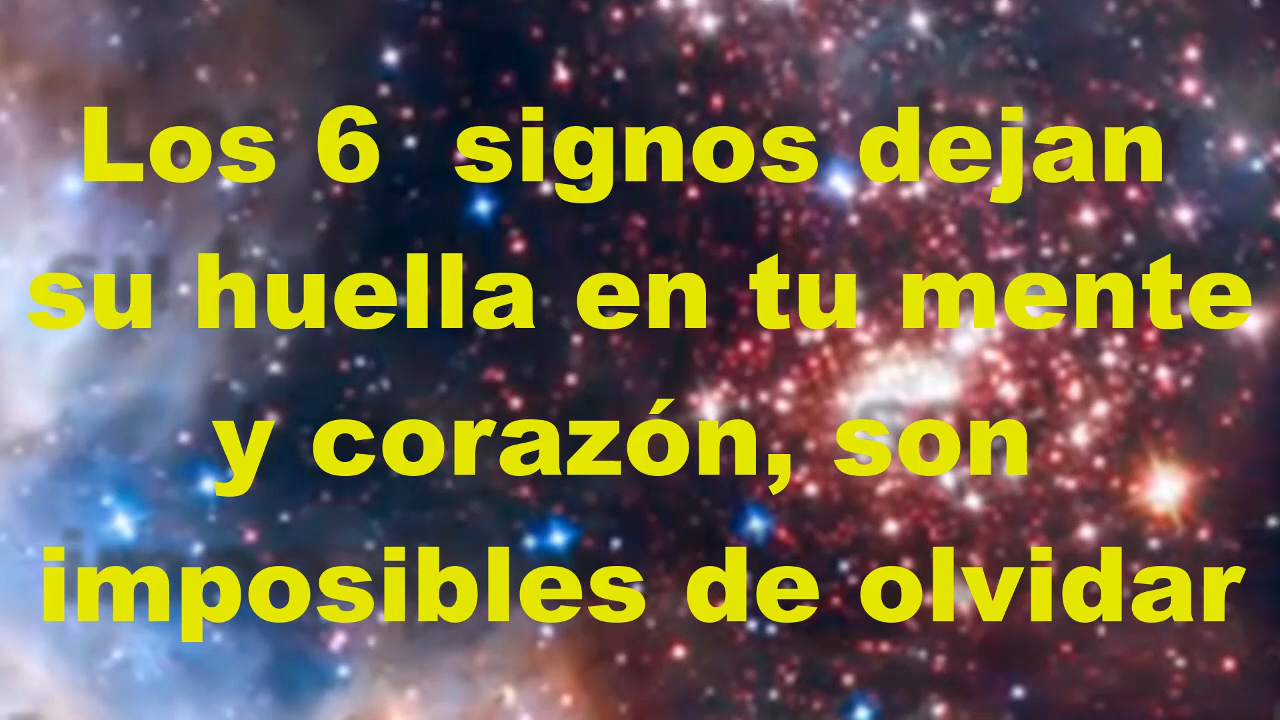 Los 6 signos dejan
su huella en tu mente
y corazón, son
imposibles de olvidar